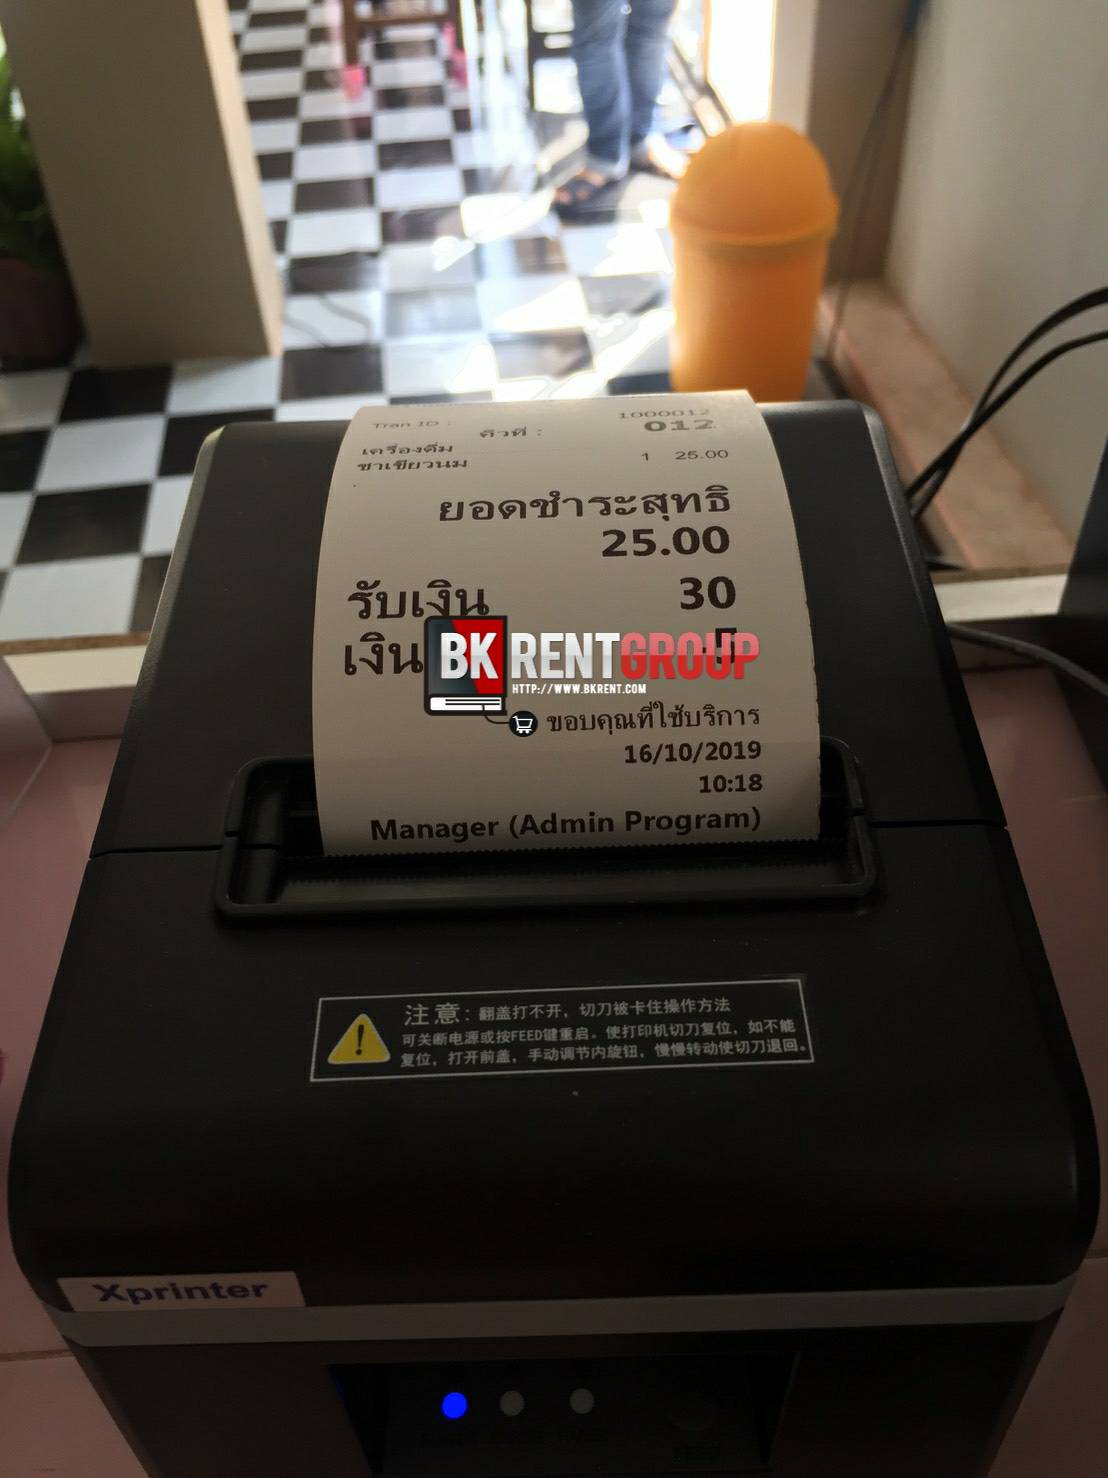 Tran ID : 1000012
คิวที่ : 012
เครื่องดื่ม
ชาเขียวนม 1 25.00
ยอดชำระสุทธิ
25.00
รับเงิน 30
เงิน
BK RENTGROUP
HTTP://WWW.BKRENT.COM
ขอบคุณที่ใช้บริการ
16/10/2019
10:18
Manager (Admin Program)
注意: 翻盖打不开，切刀被卡住操作方法
可关断电源或按FEED键重启。使打印机切刀复位，如不能
复位，打开前盖，手动调节内旋钮，慢慢转动使切刀退回。
Xprinter